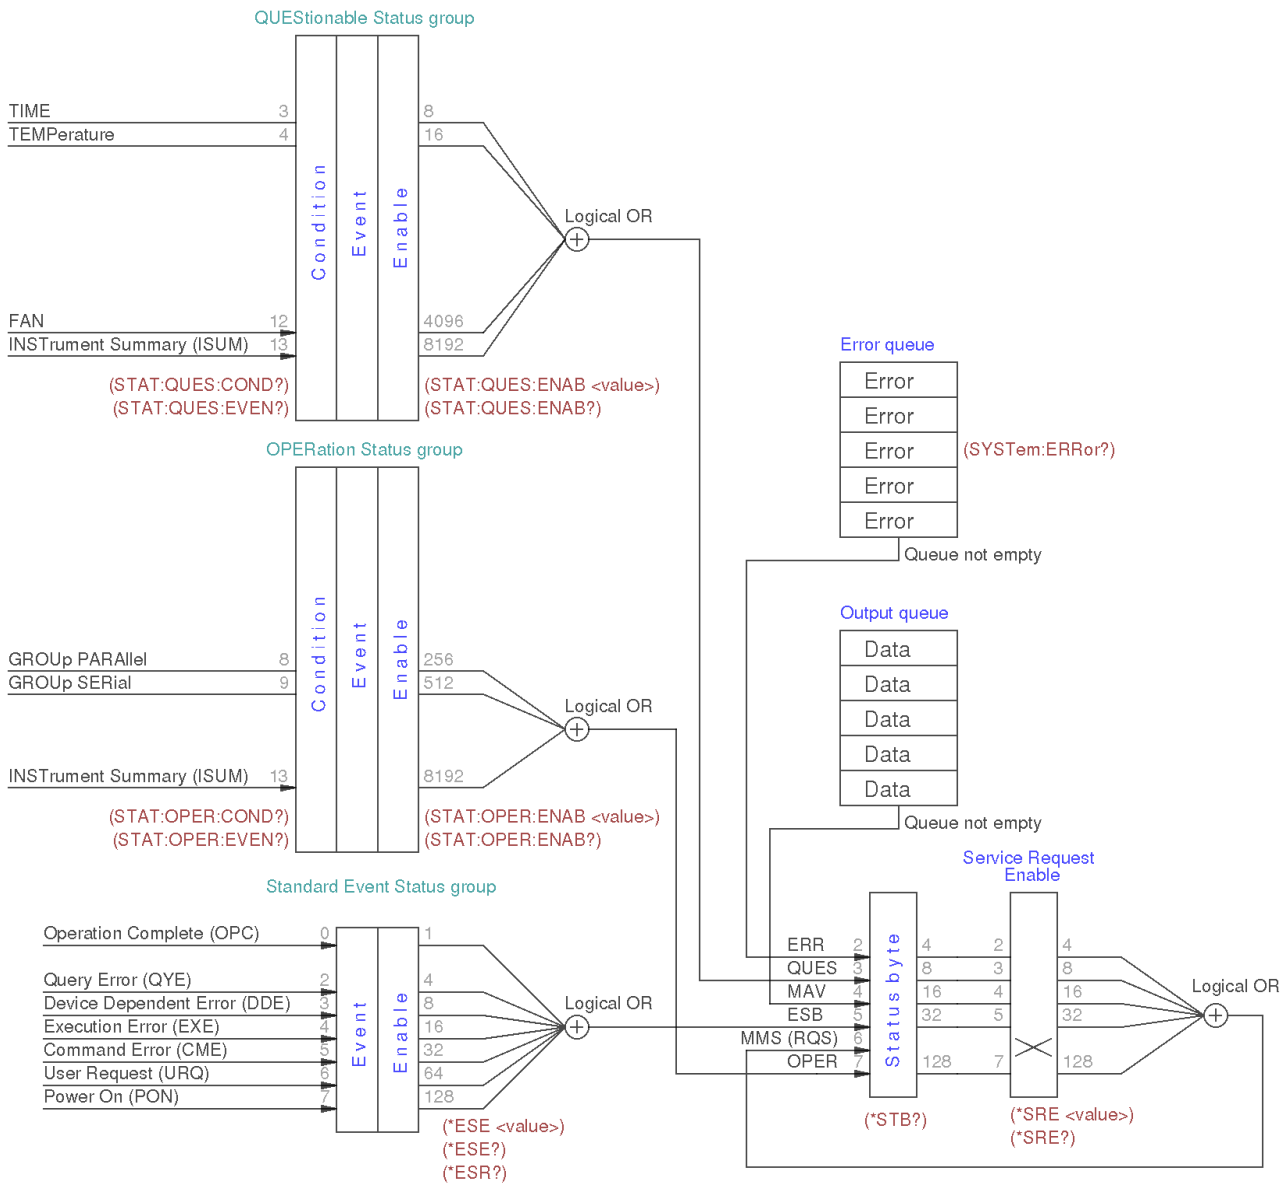 QUEStionable Status group
TIME 3 8
TEMPerature 4 16
Condition
Event
Enable
Logical OR
FAN 12 4096
INSTrument Summary (ISUM) 13 8192
(STAT:QUES:COND?) (STAT:QUES:ENAB <value>)
(STAT:QUES:EVEN?) (STAT:QUES:ENAB?)
OPERation Status group
GROUp PARAllel 8 256
GROUp SERial 9 512
Condition
Event
Enable
Logical OR
INSTrument Summary (ISUM) 13 8192
(STAT:OPER:COND?) (STAT:OPER:ENAB <value>)
(STAT:OPER:EVEN?) (STAT:OPER:ENAB?)
Standard Event Status group
Operation Complete (OPC) 0 1
Query Error (QYE) 2 4
Device Dependent Error (DDE) 3 8
Execution Error (EXE) 4 16
Command Error (CME) 5 32
User Request (URQ) 6 64
Power On (PON) 7 128
Event
Enable
Logical OR
(*ESE <value>)
(*ESE?)
(*ESR?)
Error queue
Error
Error
Error
Error
Error
(SYSTem:ERRor?)
Queue not empty
Output queue
Data
Data
Data
Data
Data
Queue not empty
Service Request
Enable
ERR 2 4 2 4
QUES 3 8 3 8
MAV 4 16 4 16
ESB 5 32 5 32
MMS (RQS) 6
OPER 7 128 7 128
Status byte
Logical OR
(*STB?)
(*SRE <value>)
(*SRE?)